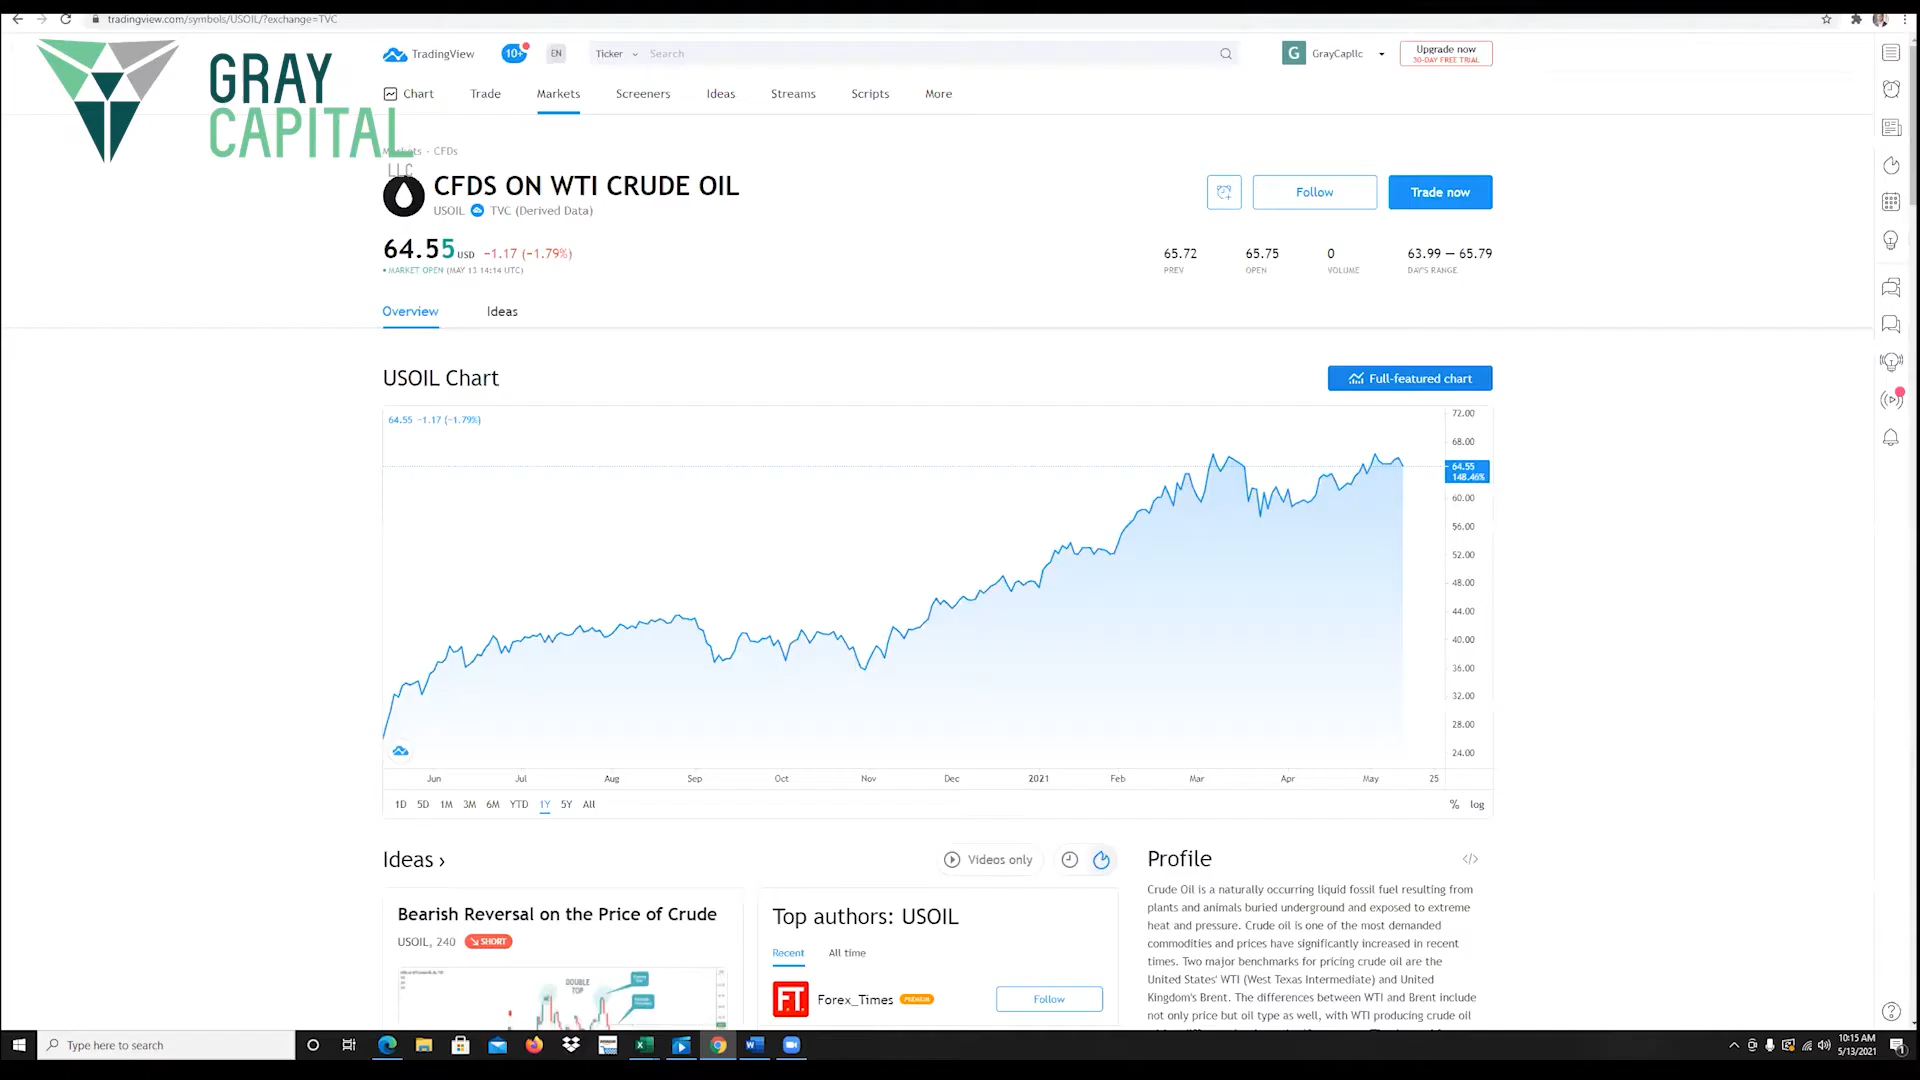 tradingview.com/symbols/USOIL/?exchange=TVC
GRAY
CAPITAL
LLC
TradingView
10+
EN
Ticker
Search
G
GrayCapllc
Upgrade now
30-DAY FREE TRIAL
Chart
Trade
Markets
Screeners
Ideas
Streams
Scripts
More
Markets · CFDs
CFDS ON WTI CRUDE OIL
USOIL
TVC (Derived Data)
Follow
Trade now
64.55 USD −1.17 (−1.79%)
MARKET OPEN (MAY 13 14:14 UTC)
65.72
PREV
65.75
OPEN
0
VOLUME
63.99 — 65.79
DAY'S RANGE
Overview
Ideas
USOIL Chart
Full-featured chart
64.55 −1.17 (−1.79%)
72.00
68.00
64.55
148.46%
60.00
56.00
52.00
48.00
44.00
40.00
36.00
32.00
28.00
24.00
Jun
Jul
Aug
Sep
Oct
Nov
Dec
2021
Feb
Mar
Apr
May
25
1D
5D
1M
3M
6M
YTD
1Y
5Y
All
%
log
Ideas ›
Videos only
Profile
</>
Bearish Reversal on the Price of Crude
USOIL, 240
SHORT
DOUBLE
TOP
Top authors: USOIL
Recent
All time
FT
Forex_Times
PREMIUM
Follow
Crude Oil is a naturally occurring liquid fossil fuel resulting from
plants and animals buried underground and exposed to extreme
heat and pressure. Crude oil is one of the most demanded
commodities and prices have significantly increased in recent
times. Two major benchmarks for pricing crude oil are the
United States' WTI (West Texas Intermediate) and United
Kingdom's Brent. The differences between WTI and Brent include
not only price but oil type as well, with WTI producing crude oil
Type here to search
10:15 AM
5/13/2021
1